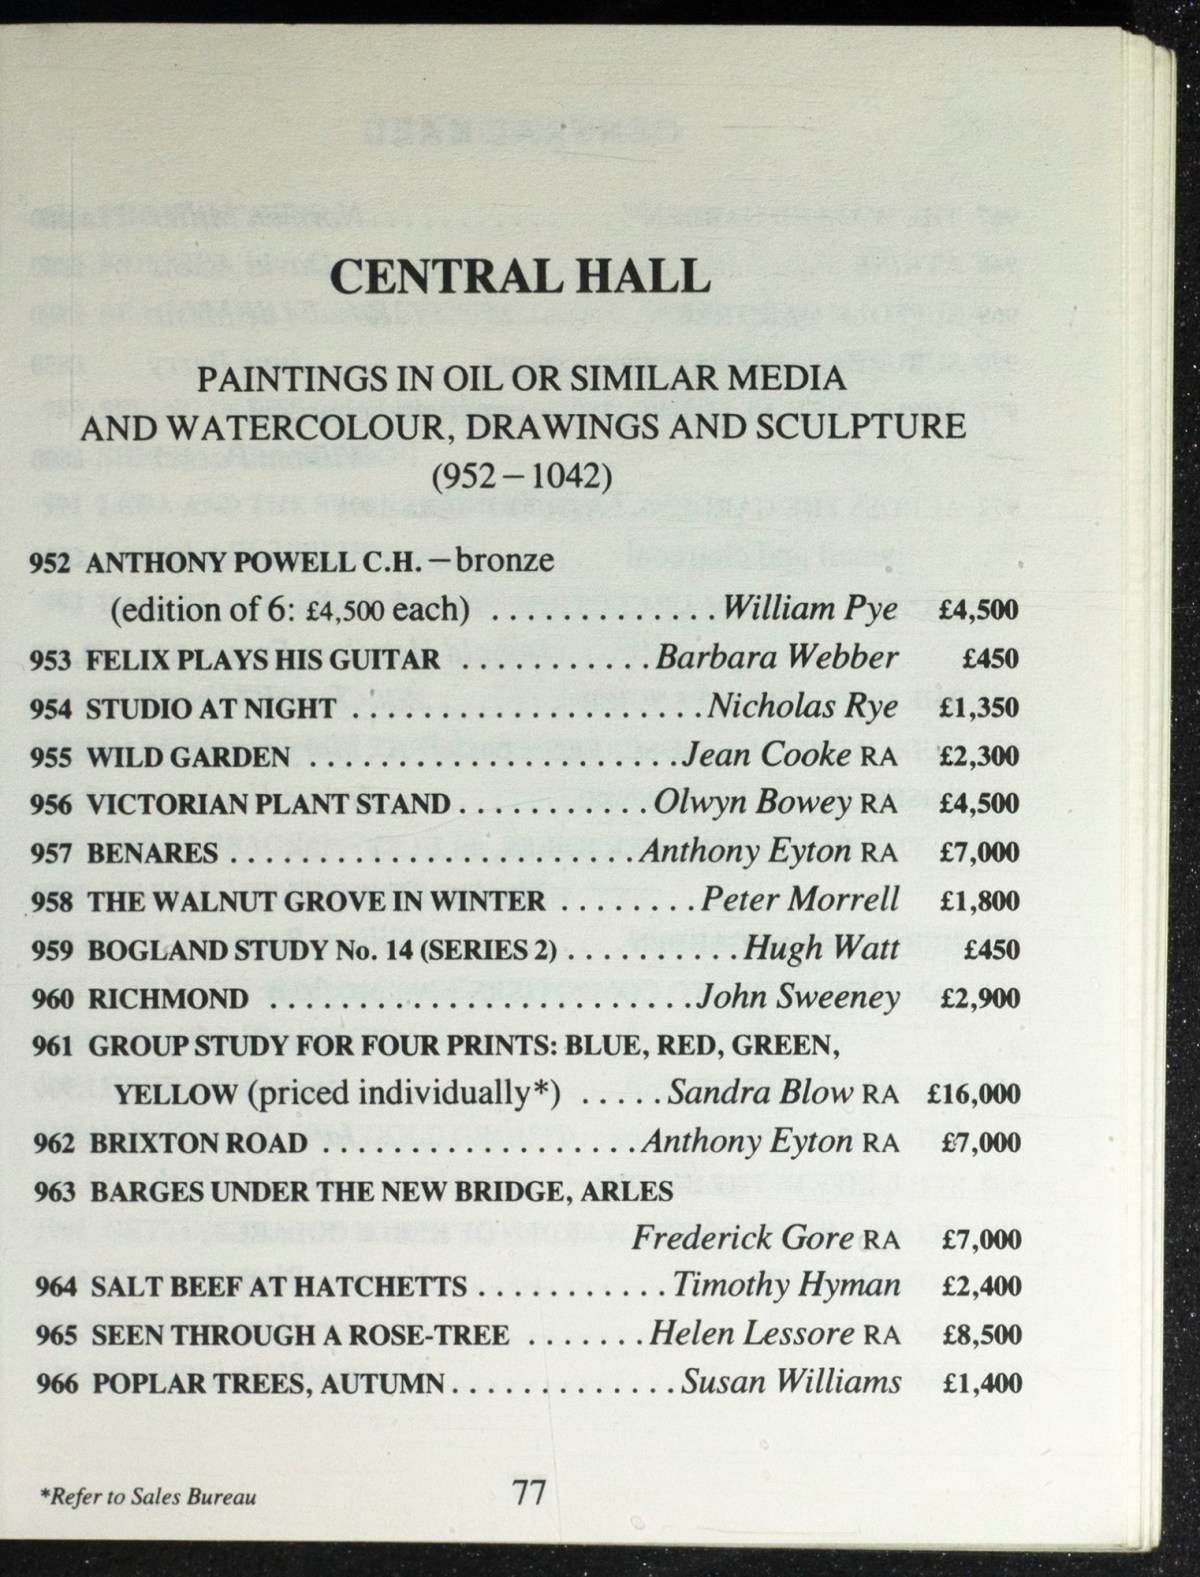 CENTRAL HALL
PAINTINGS IN OIL OR SIMILAR MEDIA
AND WATERCOLOUR, DRAWINGS AND SCULPTURE
(952–1042)
952 ANTHONY POWELL C.H. – bronze
(edition of 6: £4,500 each) ............. William Pye £4,500
953 FELIX PLAYS HIS GUITAR ........... Barbara Webber £450
954 STUDIO AT NIGHT ..................... Nicholas Rye £1,350
955 WILD GARDEN ...................... Jean Cooke RA £2,300
956 VICTORIAN PLANT STAND ........... Olwyn Bowey RA £4,500
957 BENARES ........................ Anthony Eyton RA £7,000
958 THE WALNUT GROVE IN WINTER ........ Peter Morrell £1,800
959 BOGLAND STUDY No. 14 (SERIES 2) .......... Hugh Watt £450
960 RICHMOND ......................... John Sweeney £2,900
961 GROUP STUDY FOR FOUR PRINTS: BLUE, RED, GREEN,
YELLOW (priced individually*) ..... Sandra Blow RA £16,000
962 BRIXTON ROAD ................... Anthony Eyton RA £7,000
963 BARGES UNDER THE NEW BRIDGE, ARLES
Frederick Gore RA £7,000
964 SALT BEEF AT HATCHETTS ........... Timothy Hyman £2,400
965 SEEN THROUGH A ROSE-TREE ....... Helen Lessore RA £8,500
966 POPLAR TREES, AUTUMN ............. Susan Williams £1,400
*Refer to Sales Bureau 77